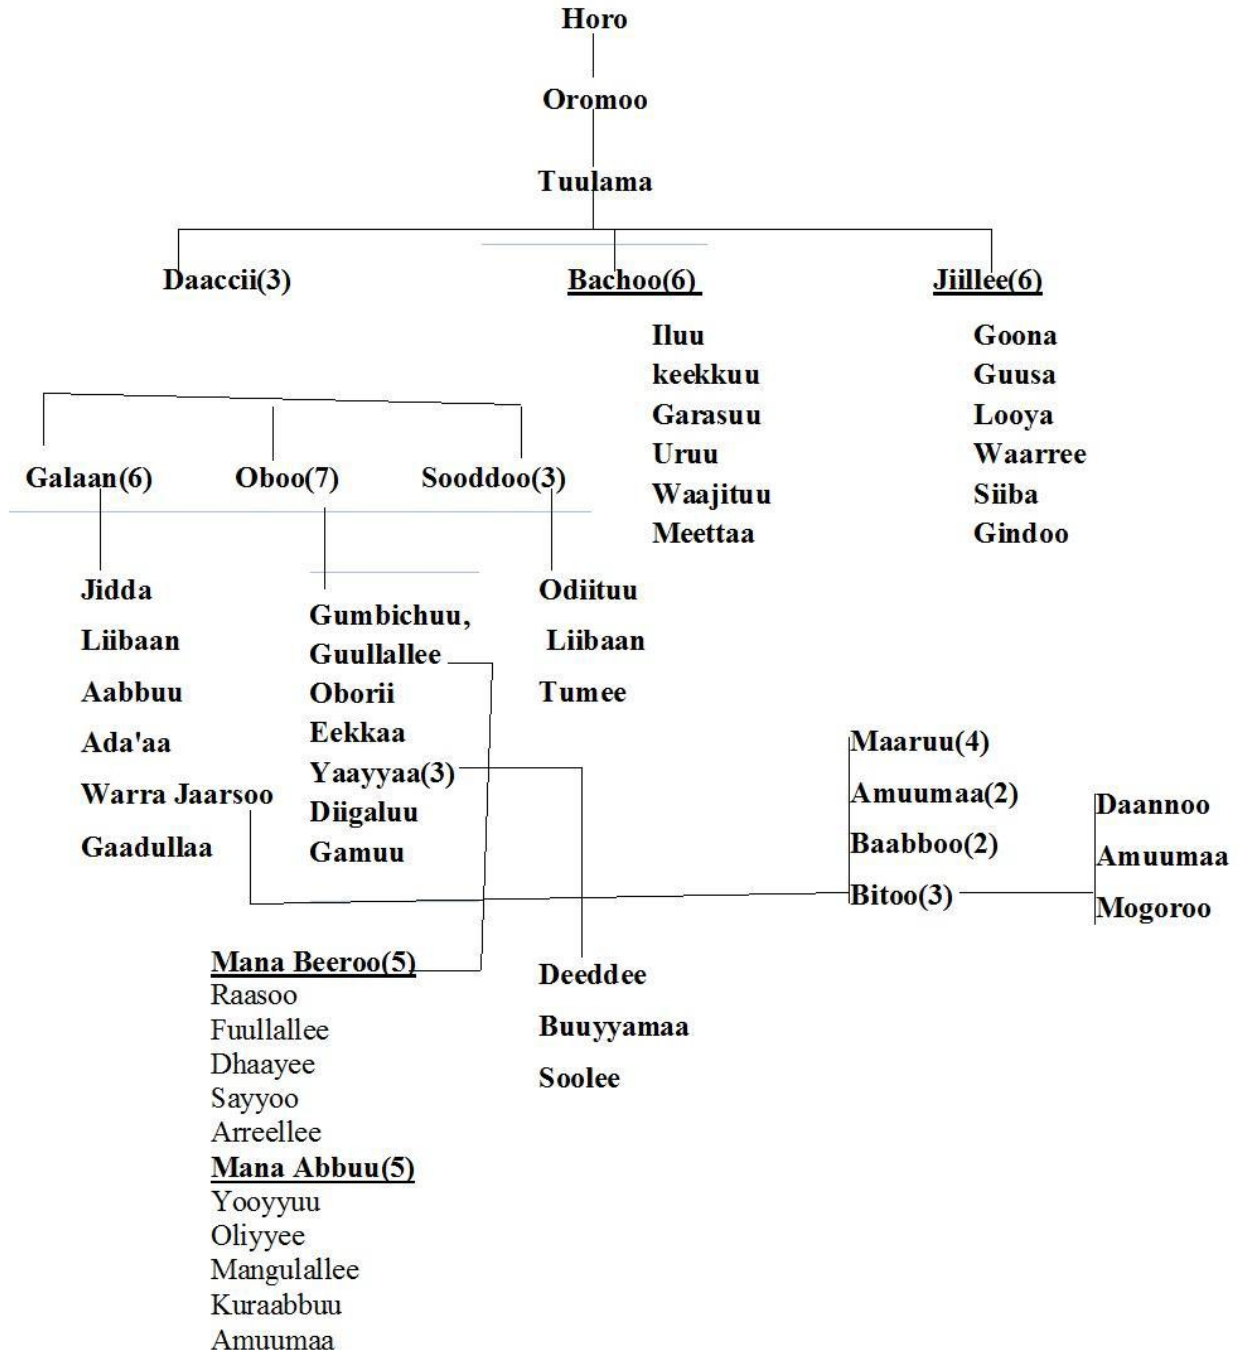 Horo
Oromoo
Tuulama
Daaccii(3)
Bachoo(6)
Jiillee(6)
Iluu
keekkuu
Garasuu
Uruu
Waajituu
Meettaa
Goona
Guusa
Looya
Waarree
Siiba
Gindoo
Galaan(6)
Oboo(7)
Sooddoo(3)
Jidda
Liibaan
Aabbuu
Ada'aa
Warra Jaarsoo
Gaadullaa
Gumbichuu,
Guullallee
Oborii
Eekkaa
Yaayyaa(3)
Diigaluu
Gamuu
Odiituu
Liibaan
Tumee
Maaruu(4)
Amuumaa(2)
Baabboo(2)
Bitoo(3)
Daannoo
Amuumaa
Mogoroo
Mana Beeroo(5)
Raasoo
Fuullallee
Dhaayee
Sayyoo
Arreellee
Mana Abbuu(5)
Yooyyuu
Oliyyee
Mangulallee
Kuraabbuu
Amuumaa
Deeddee
Buuyyamaa
Soolee